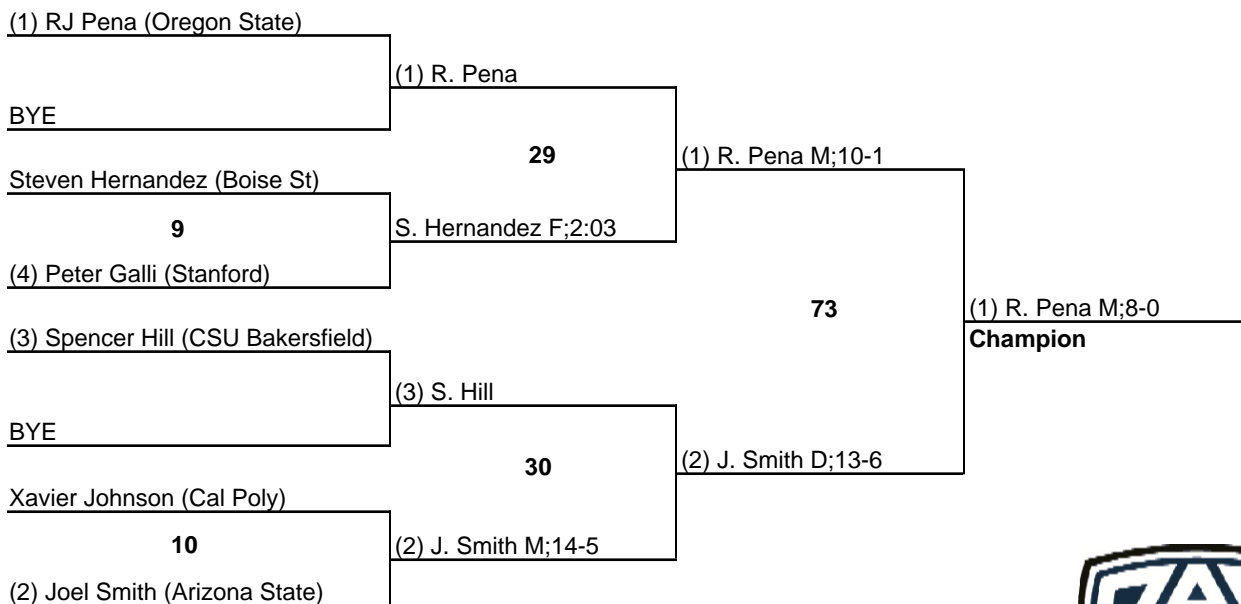 (1) RJ Pena (Oregon State)
(1) R. Pena
BYE
29
(1) R. Pena M;10-1
Steven Hernandez (Boise St)
9
S. Hernandez F;2:03
(4) Peter Galli (Stanford)
73
(1) R. Pena M;8-0
Champion
(3) Spencer Hill (CSU Bakersfield)
(3) S. Hill
BYE
30
(2) J. Smith D;13-6
Xavier Johnson (Cal Poly)
10
(2) J. Smith M;14-5
(2) Joel Smith (Arizona State)